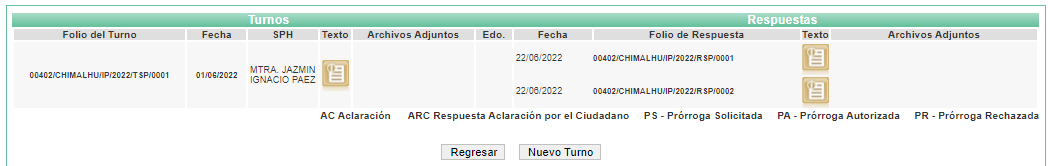 Turnos Respuestas
Folio del Turno Fecha SPH Texto Archivos Adjuntos Edo. Fecha Folio de Respuesta Texto Archivos Adjuntos
00402/CHIMALHU/IP/2022/TSP/0001 01/06/2022 MTRA. JAZMIN
IGNACIO PAEZ
22/06/2022 00402/CHIMALHU/IP/2022/RSP/0001
22/06/2022 00402/CHIMALHU/IP/2022/RSP/0002
AC Aclaración ARC Respuesta Aclaración por el Ciudadano PS - Prórroga Solicitada PA - Prórroga Autorizada PR - Prórroga Rechazada
Regresar Nuevo Turno